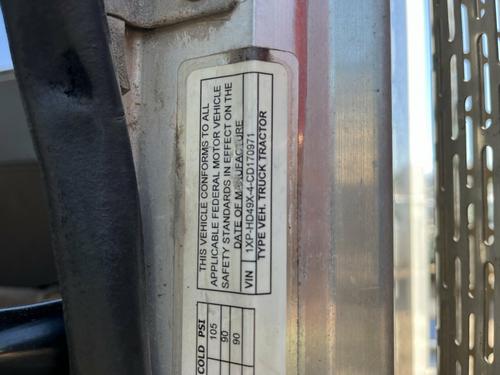 THIS VEHICLE CONFORMS TO ALL
APPLICABLE FEDERAL MOTOR VEHICLE
SAFETY STANDARDS IN EFFECT ON THE
DATE OF MANUFACTURE
VIN 1XP-HD49X-4-CD170971
TYPE VEH. TRUCK TRACTOR
COLD PSI
105
90
90